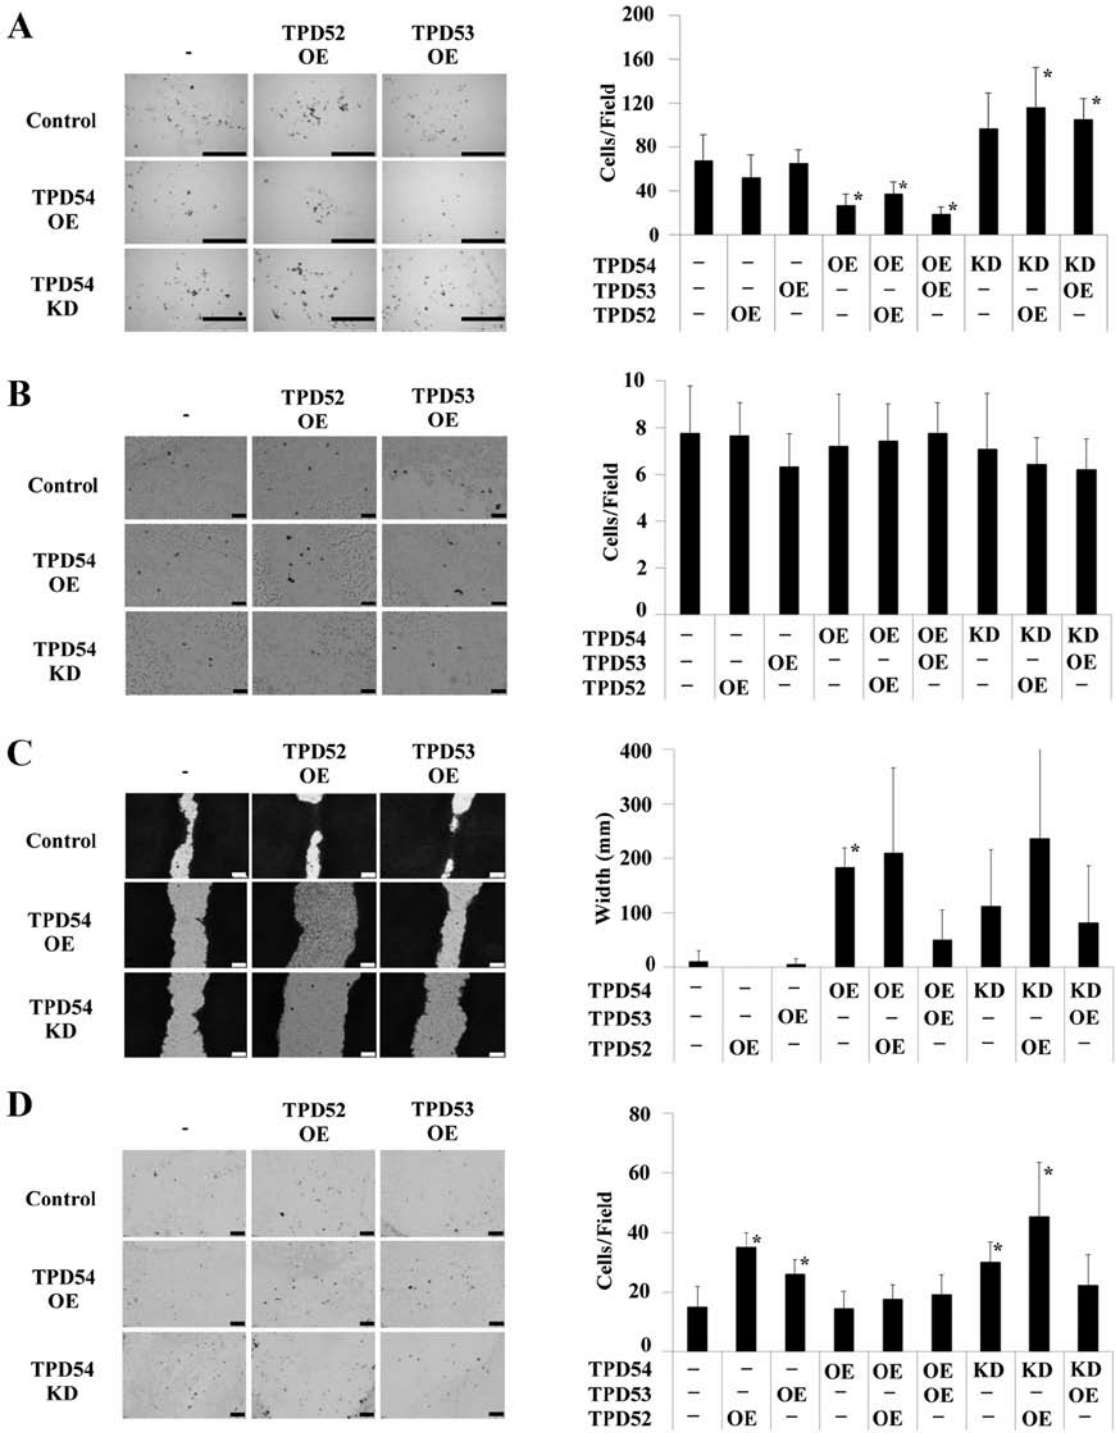 A
TPD52 TPD53
- OE OE
Control
TPD54
OE
TPD54
KD
200
160
120
80
40
0
Cells/Field
* * * * *
TPD54 – – – OE OE OE KD KD KD
TPD53 – – OE – – OE – – OE
TPD52 – OE – – OE – – OE –
B
TPD52 TPD53
- OE OE
Control
TPD54
OE
TPD54
KD
10
8
6
4
2
0
Cells/Field
TPD54 – – – OE OE OE KD KD KD
TPD53 – – OE – – OE – – OE
TPD52 – OE – – OE – – OE –
C
TPD52 TPD53
- OE OE
Control
TPD54
OE
TPD54
KD
400
300
200
100
0
Width (mm)
*
TPD54 – – – OE OE OE KD KD KD
TPD53 – – OE – – OE – – OE
TPD52 – OE – – OE – – OE –
D
TPD52 TPD53
- OE OE
Control
TPD54
OE
TPD54
KD
80
60
40
20
0
Cells/Field
* * * *
TPD54 – – – OE OE OE KD KD KD
TPD53 – – OE – – OE – – OE
TPD52 – OE – – OE – – OE –